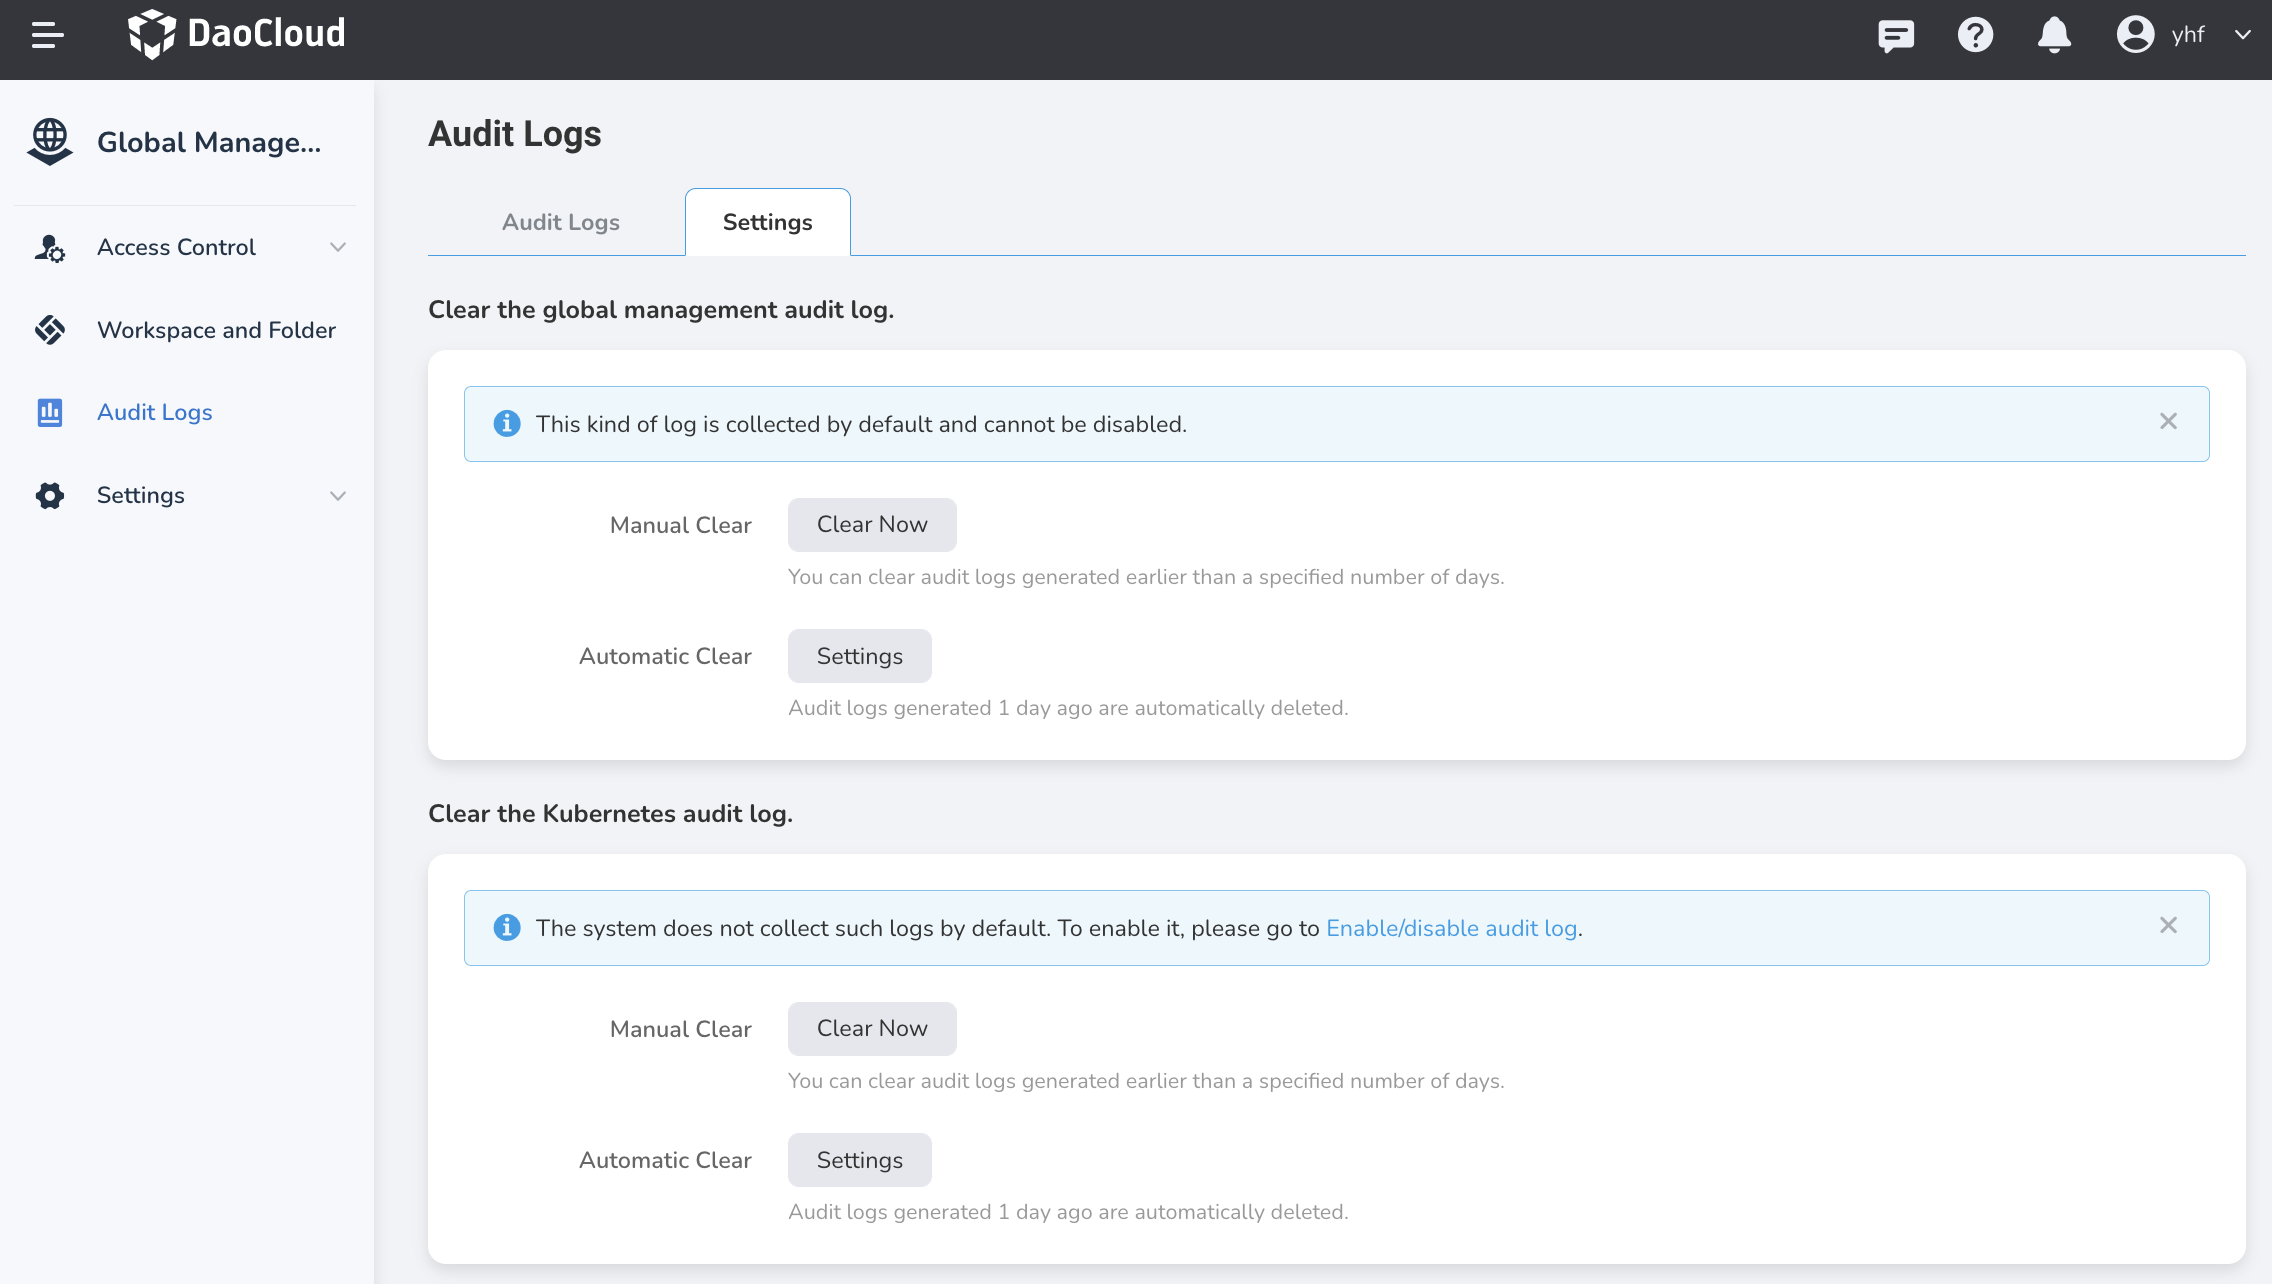 DaoCloud
yhf
Global Manage...
Access Control
Workspace and Folder
Audit Logs
Settings
Audit Logs
Audit Logs
Settings
Clear the global management audit log.
This kind of log is collected by default and cannot be disabled.
Manual Clear
Clear Now
You can clear audit logs generated earlier than a specified number of days.
Automatic Clear
Settings
Audit logs generated 1 day ago are automatically deleted.
Clear the Kubernetes audit log.
The system does not collect such logs by default. To enable it, please go to Enable/disable audit log.
Manual Clear
Clear Now
You can clear audit logs generated earlier than a specified number of days.
Automatic Clear
Settings
Audit logs generated 1 day ago are automatically deleted.